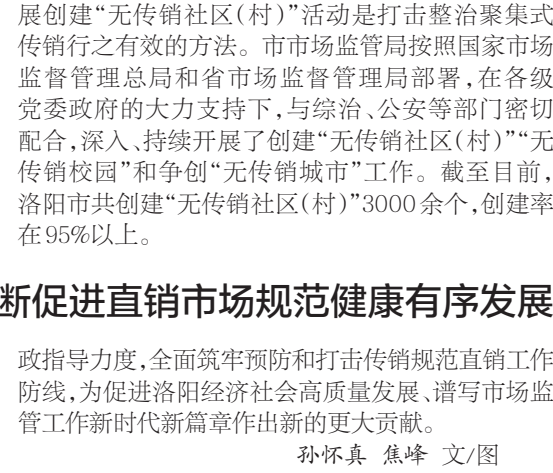 展创建“无传销社区(村)”活动是打击整治聚集式
传销行之有效的方法。市市场监管局按照国家市场
监督管理总局和省市场监督管理局部署,在各级
党委政府的大力支持下,与综治、公安等部门密切
配合,深入、持续开展了创建“无传销社区(村)”“无
传销校园”和争创“无传销城市”工作。截至目前,
洛阳市共创建“无传销社区(村)”3000余个,创建率
在95%以上。
断促进直销市场规范健康有序发展
政指导力度,全面筑牢预防和打击传销规范直销工作
防线,为促进洛阳经济社会高质量发展、谱写市场监
管工作新时代新篇章作出新的更大贡献。
孙怀真 焦峰 文/图